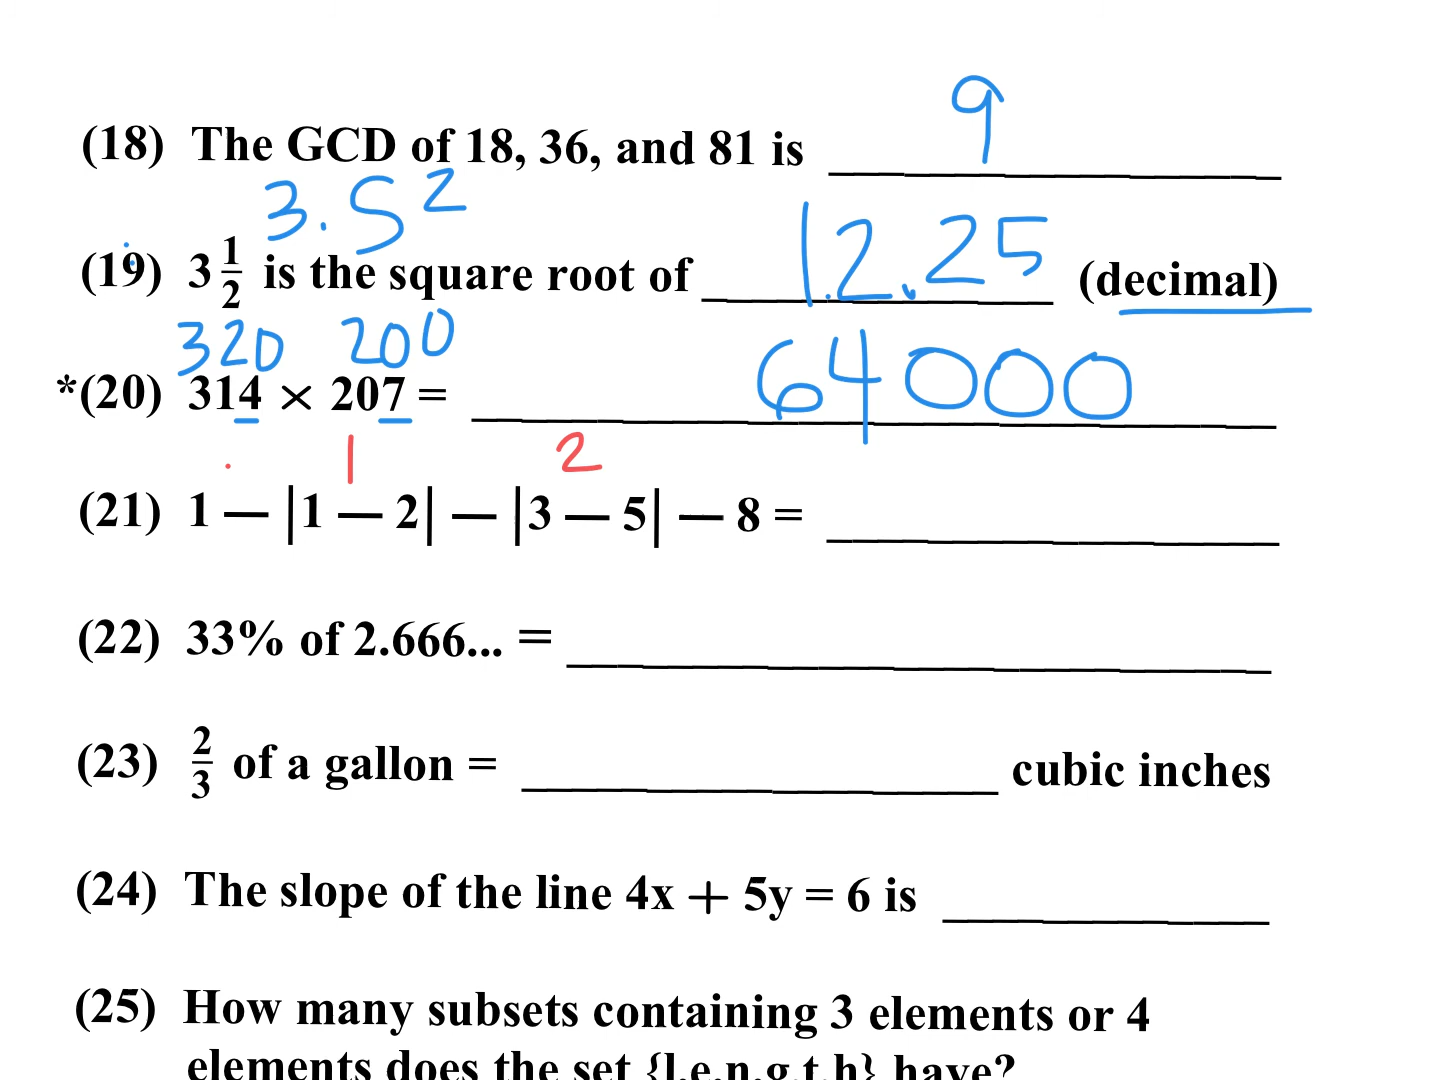 9
(18) The GCD of 18, 36, and 81 is
3.5²
12.25
(19) 3 1/2 is the square root of (decimal)
320 200
64000
*(20) 314 × 207 =
1 2
(21) 1 — |1 — 2| — |3 — 5| — 8 =
(22) 33% of 2.666... =
(23) 2/3 of a gallon = cubic inches
(24) The slope of the line 4x + 5y = 6 is
(25) How many subsets containing 3 elements or 4
elements does the set {l,e,n,g,t,h} have?